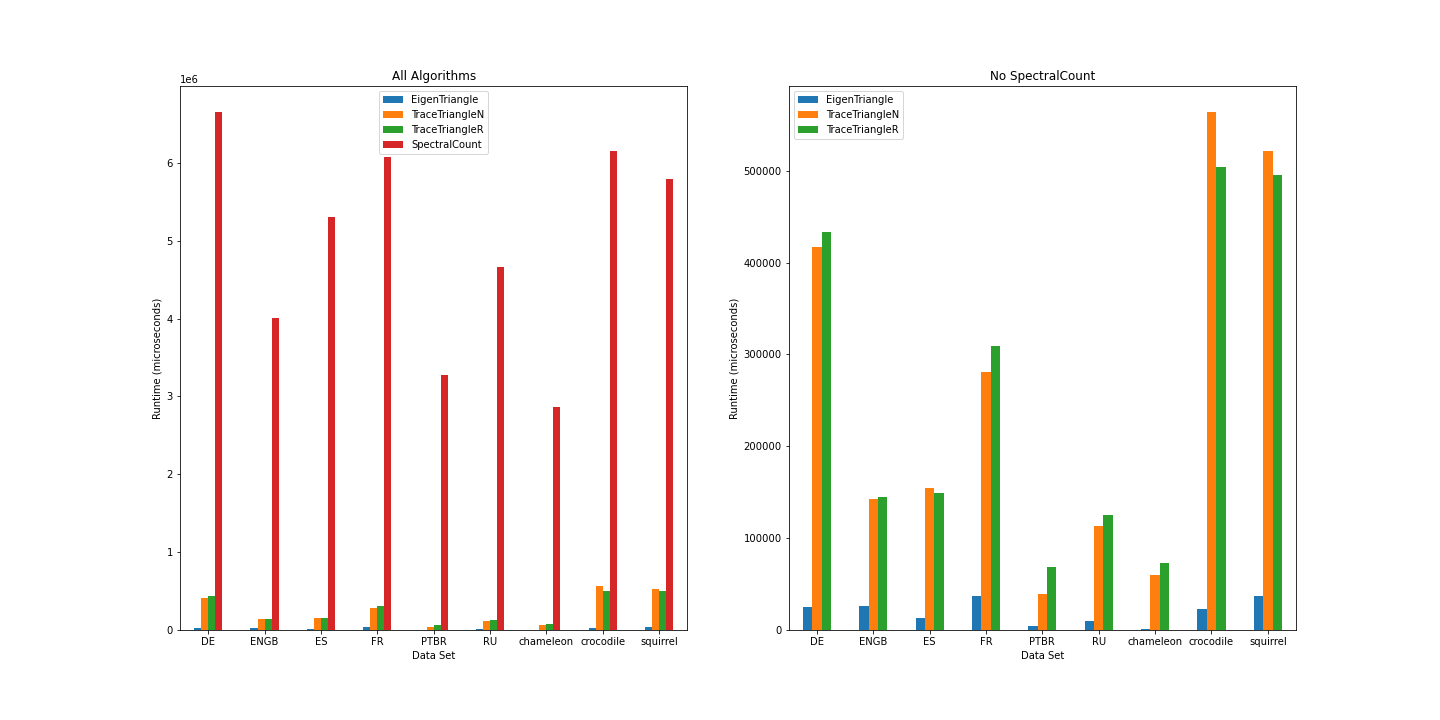 All Algorithms
1e6
EigenTriangle
TraceTriangleN
TraceTriangleR
SpectralCount
6
5
4
3
2
1
0
Runtime (microseconds)
DE ENGB ES FR PTBR RU chameleon crocodile squirrel
Data Set
No SpectralCount
EigenTriangle
TraceTriangleN
TraceTriangleR
500000
400000
300000
200000
100000
0
Runtime (microseconds)
DE ENGB ES FR PTBR RU chameleon crocodile squirrel
Data Set